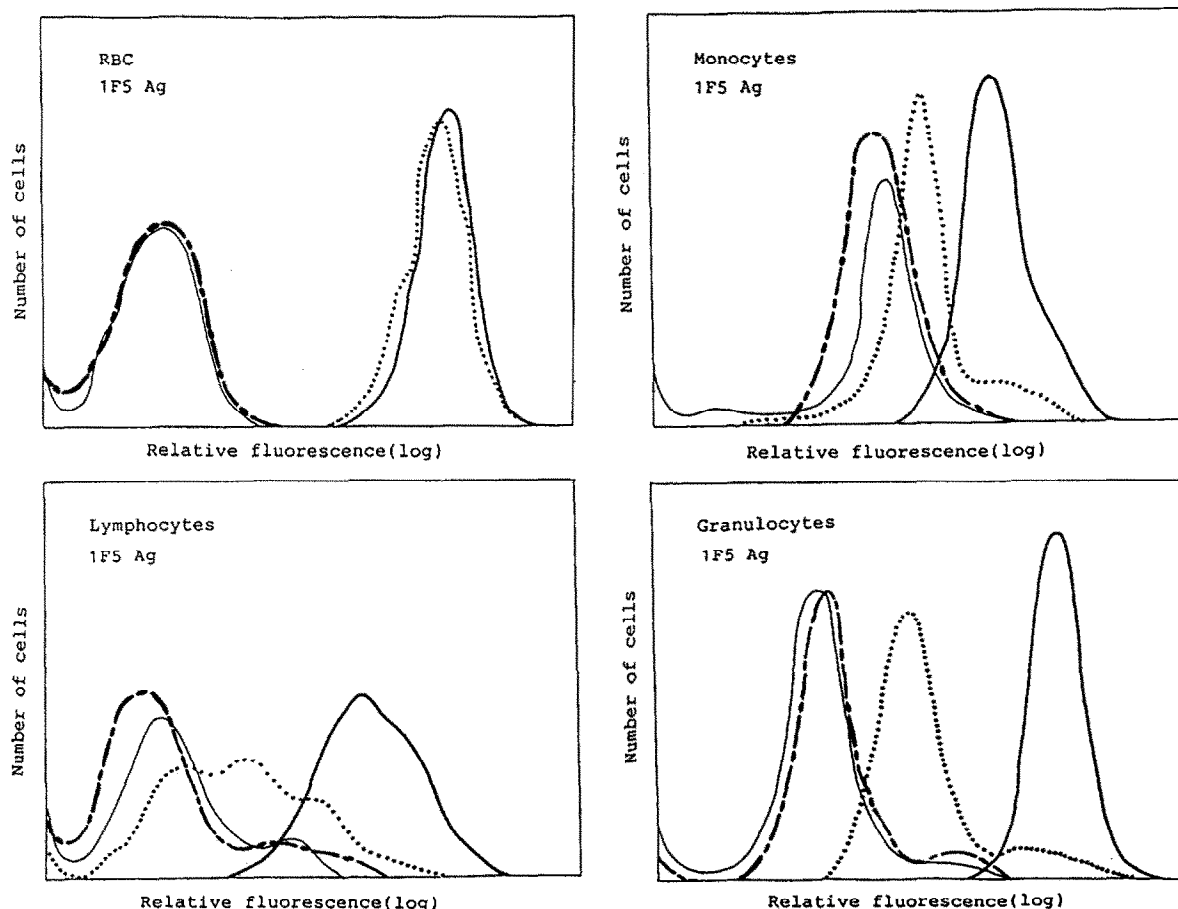 RBC
1F5 Ag
Number of cells
Relative fluorescence(log)
Monocytes
1F5 Ag
Number of cells
Relative fluorescence(log)
Lymphocytes
1F5 Ag
Number of cells
Relative fluorescence(log)
Granulocytes
1F5 Ag
Number of cells
Relative fluorescence(log)